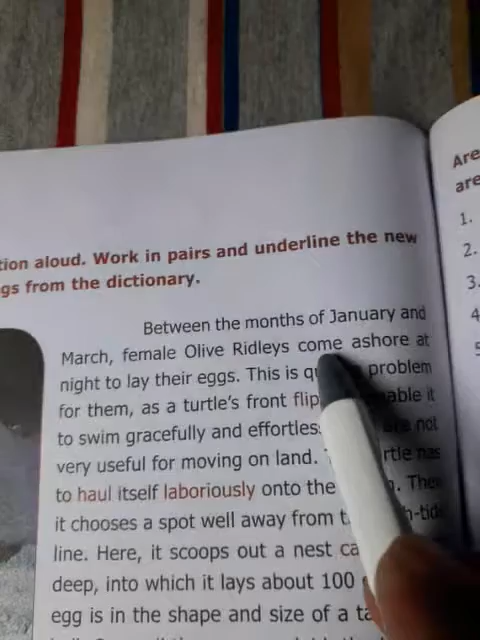 tion aloud. Work in pairs and underline the new
gs from the dictionary.
Between the months of January and
March, female Olive Ridleys come ashore at
night to lay their eggs. This is problem
for them, as a turtle's front flip able it
to swim gracefully and effortles are not
very useful for moving on land. rtle has
to haul itself laboriously onto the Then
it chooses a spot well away from t h-tide
line. Here, it scoops out a nest ca
deep, into which it lays about 100
egg is in the shape and size of a ta
Are
are
1.
2.
3.
4
5